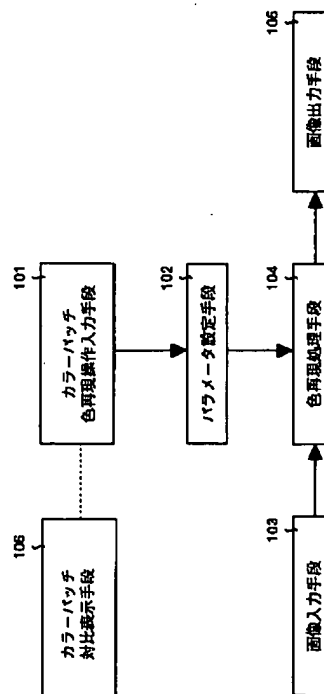 106
カラーパッチ
対比表示手段
101
カラーパッチ
色再現操作入力手段
102
パラメータ設定手段
103
画像入力手段
104
色再現処理手段
105
画像出力手段